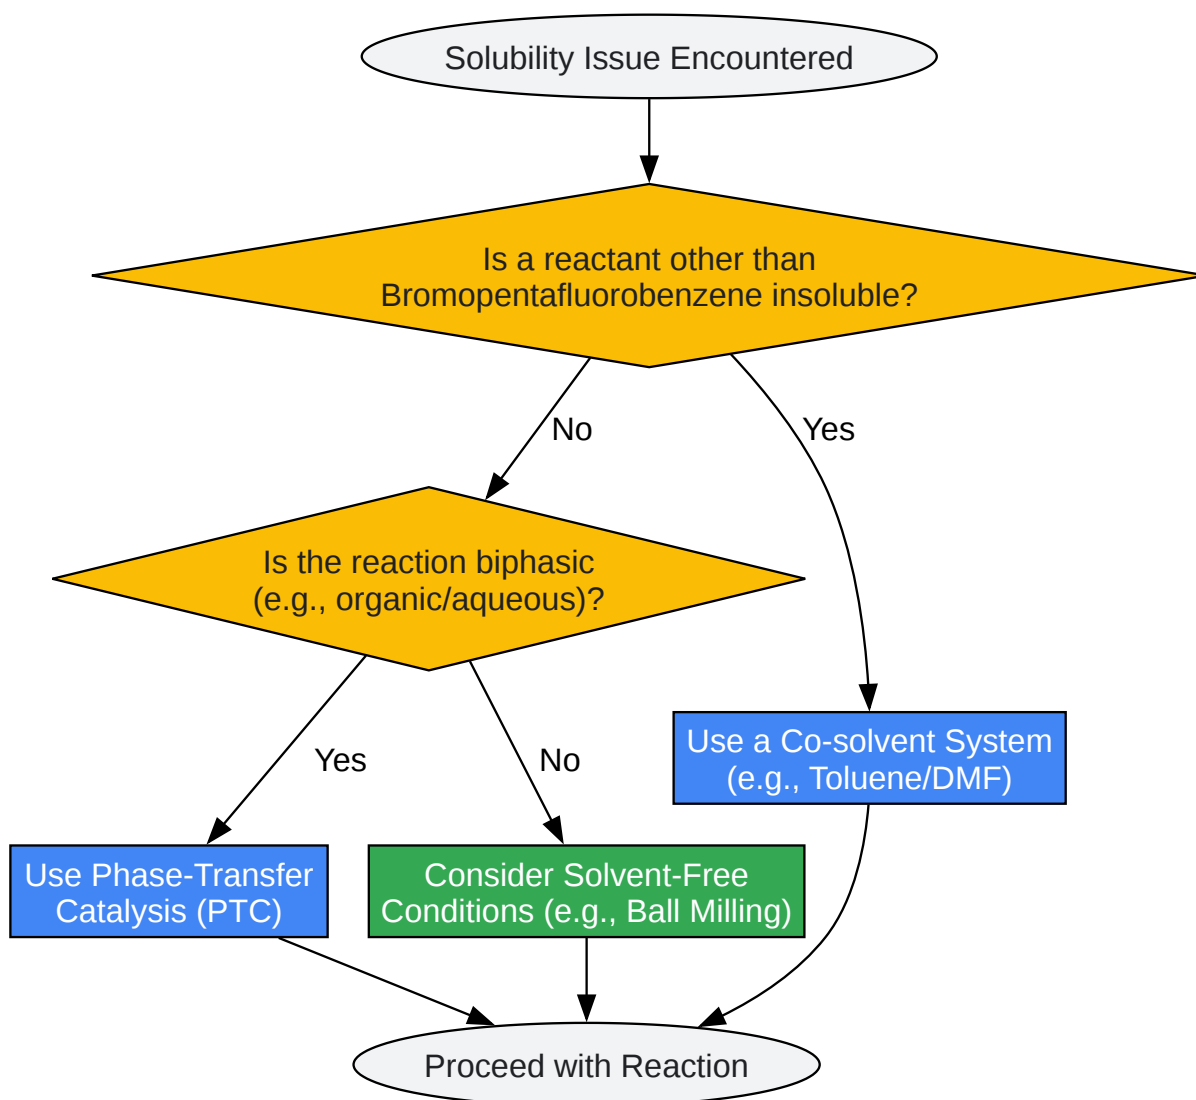 Solubility Issue Encountered
Is a reactant other than
Bromopentafluorobenzene insoluble?
No
Yes
Is the reaction biphasic
(e.g., organic/aqueous)?
Yes
No
Use a Co-solvent System
(e.g., Toluene/DMF)
Use Phase-Transfer
Catalysis (PTC)
Consider Solvent-Free
Conditions (e.g., Ball Milling)
Proceed with Reaction